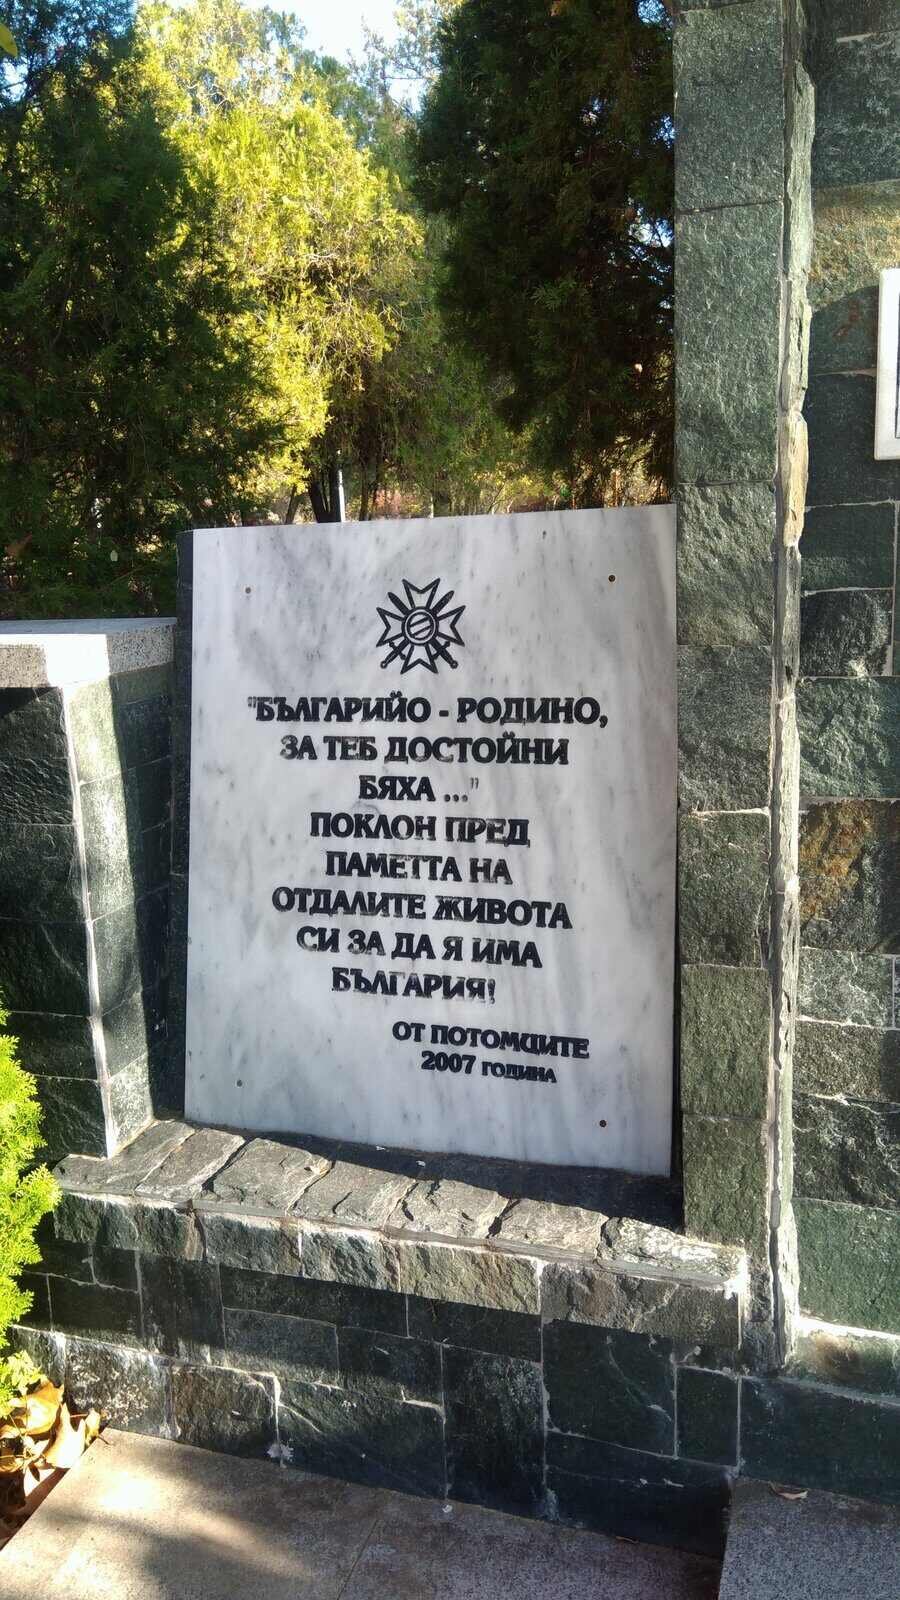 "БЪЛГАРИЙО - РОДИНО,
ЗА ТЕБ ДОСТОЙНИ
БЯХА ..."
ПОКЛОН ПРЕД
ПАМЕТТА НА
ОТДАЛИТЕ ЖИВОТА
СИ ЗА ДА Я ИМА
БЪЛГАРИЯ!
ОТ ПОТОМЦИТЕ
2007 ГОДИНА